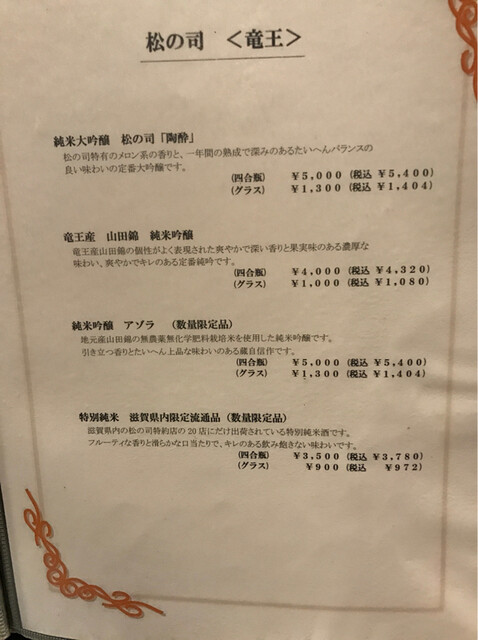 松の司　＜竜王＞
純米大吟醸　松の司「陶酔」
松の司特有のメロン系の香りと、一年間の熟成で深みのあるたいへんバランスの
良い味わいの定番大吟醸です。
(四合瓶)　￥5,000 (税込 ￥5,400)
(グラス)　￥1,300 (税込 ￥1,404)
竜王産　山田錦　純米吟醸
竜王産山田錦の個性がよく表現された爽やかで深い香りと果実味のある濃厚な
味わい、爽やかでキレのある定番純吟です。
(四合瓶)　￥4,000 (税込 ￥4,320)
(グラス)　￥1,000 (税込 ￥1,080)
純米吟醸　アゾラ　（数量限定品）
地元産山田錦の無農薬無化学肥料栽培米を使用した純米吟醸です。
引き立つ香りとたいへん上品な味わいのある蔵自信作です。
(四合瓶)　￥5,000 (税込 ￥5,400)
(グラス)　￥1,300 (税込 ￥1,404)
特別純米　滋賀県内限定流通品（数量限定品）
滋賀県内の松の司特約店の20店にだけ出荷されている特別純米酒です。
フルーティな香りと滑らかな口当たりで、キレのある飲み飽きない味わいです。
(四合瓶)　￥3,500 (税込 ￥3,780)
(グラス)　￥900 (税込　￥972)